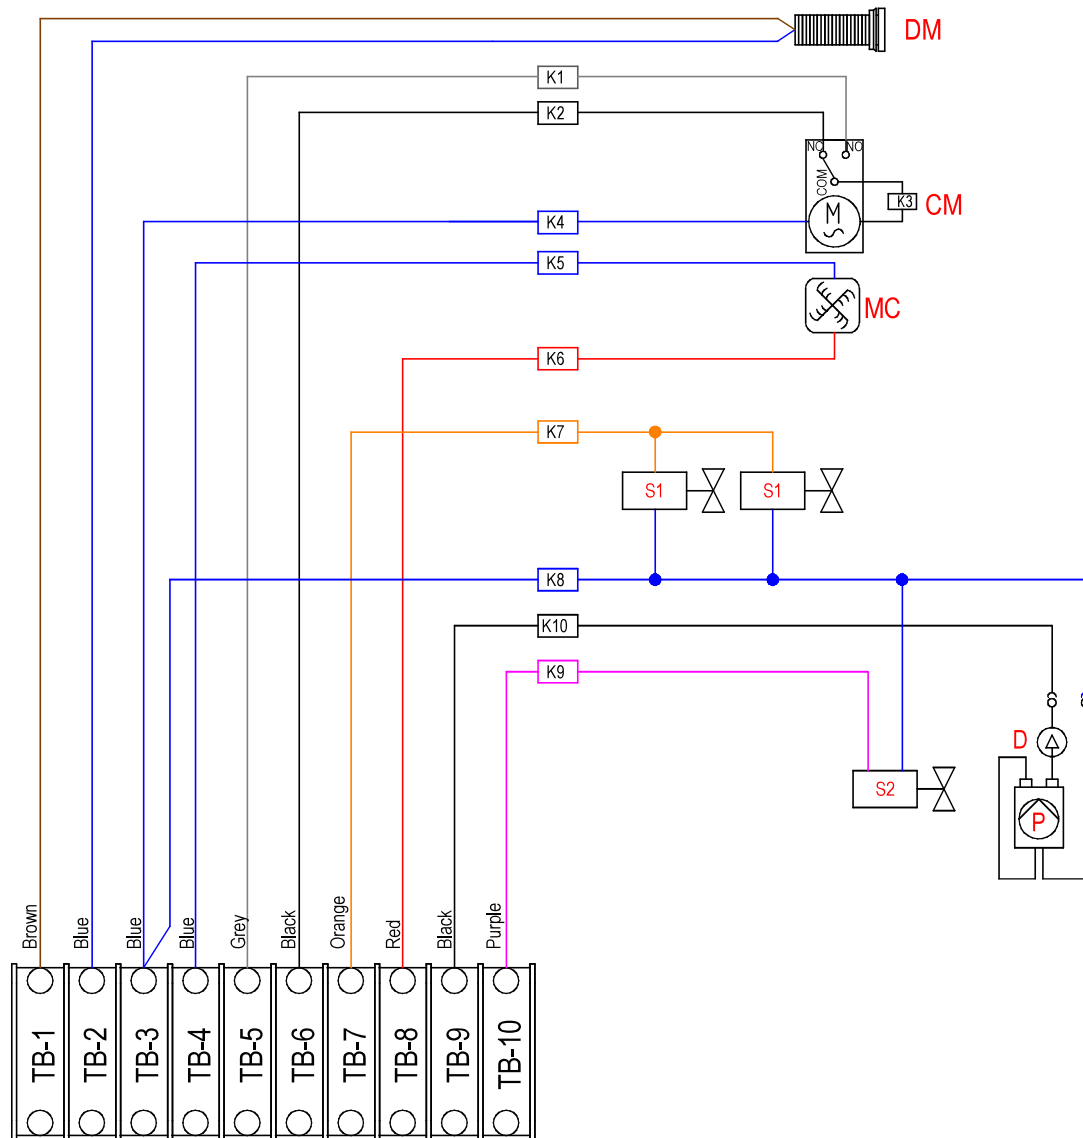 DM
K1
K2
NC NO
COM
K3
CM
M
K4
K5
MC
K6
K7
S1 S1
K8
K10
K9
D
S2
P
Brown
Blue
Blue
Blue
Grey
Black
Orange
Red
Black
Purple
TB-1
TB-2
TB-3
TB-4
TB-5
TB-6
TB-7
TB-8
TB-9
TB-10